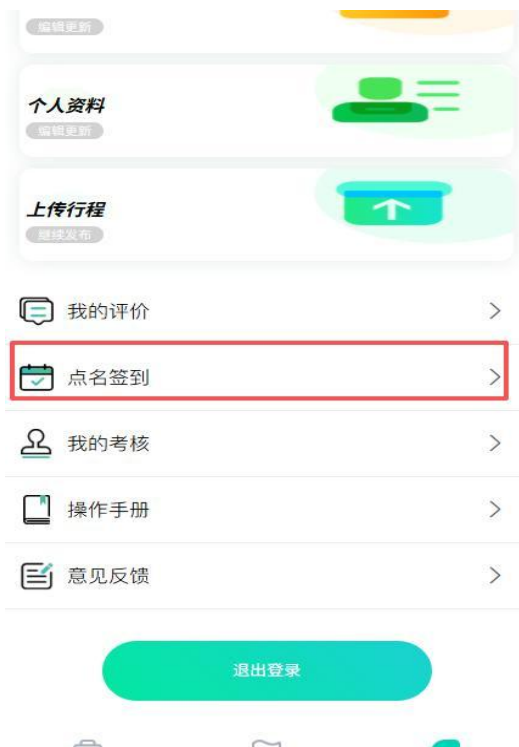 编辑更新
个人资料
编辑更新
上传行程
继续发布
我的评价
点名签到
我的考核
操作手册
意见反馈
退出登录